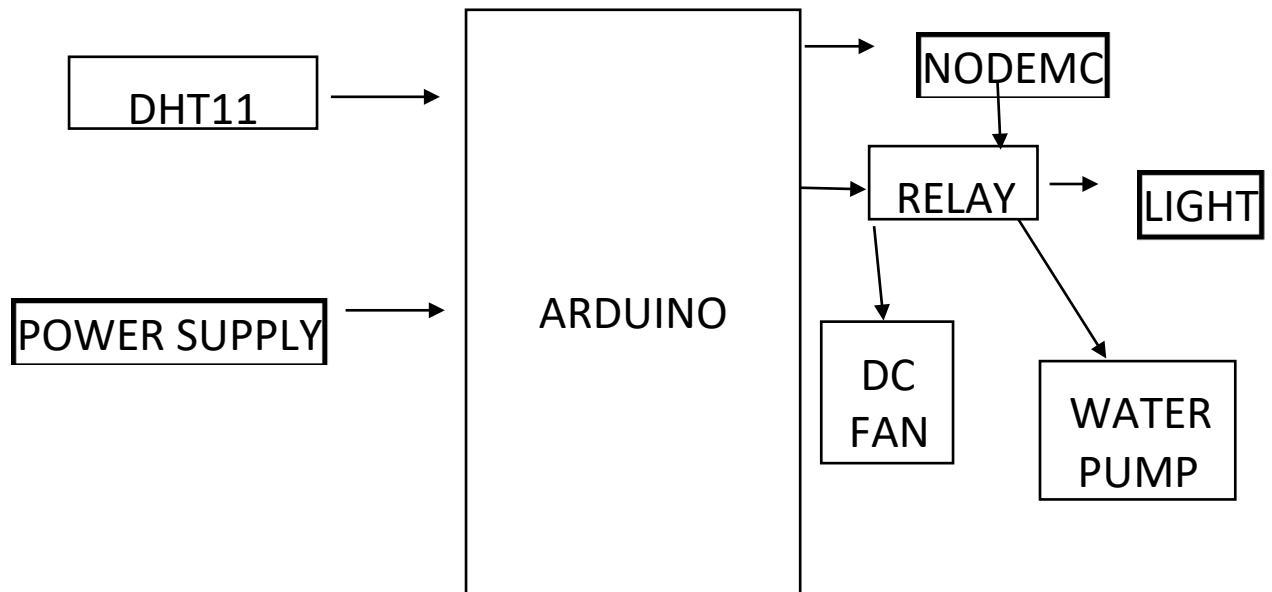 DHT11
POWER SUPPLY
ARDUINO
NODEMC
RELAY
LIGHT
DC
FAN
WATER
PUMP